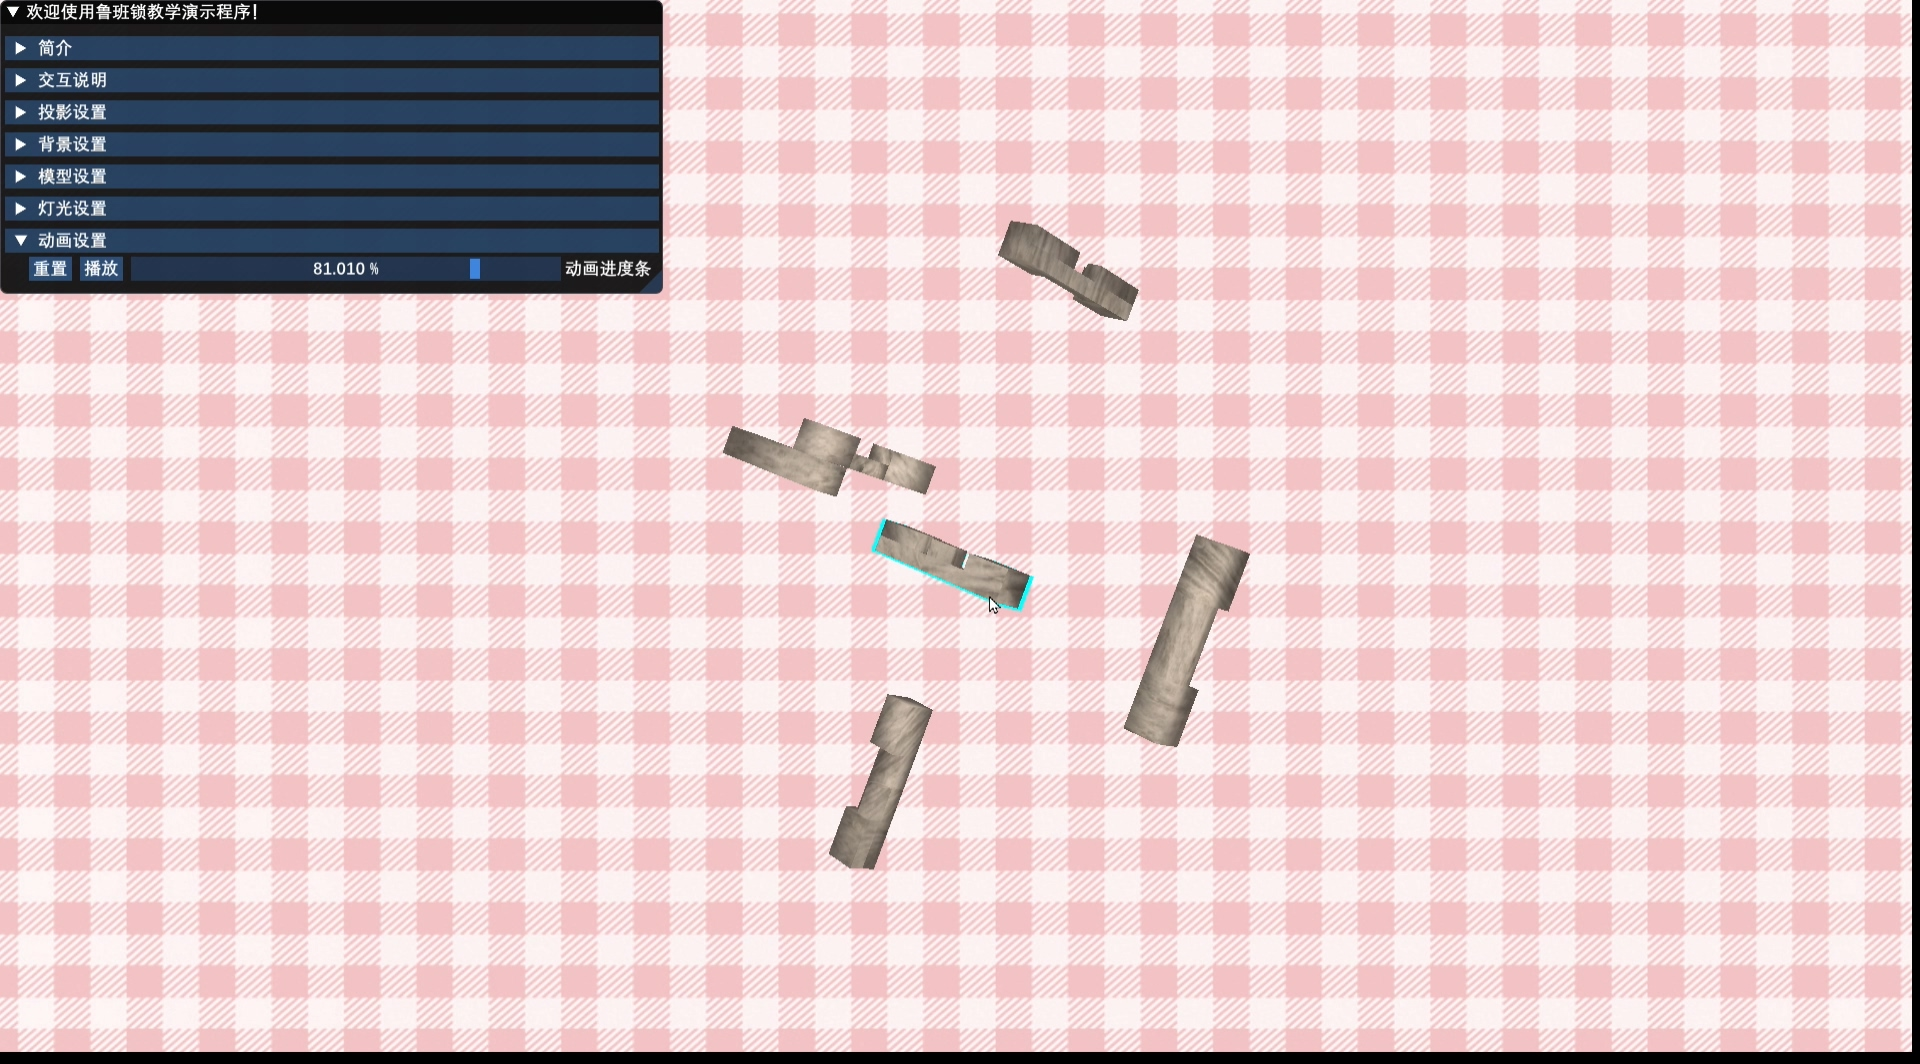 欢迎使用鲁班锁教学演示程序!
简介
交互说明
投影设置
背景设置
模型设置
灯光设置
动画设置
重置 播放 81.010 % 动画进度条